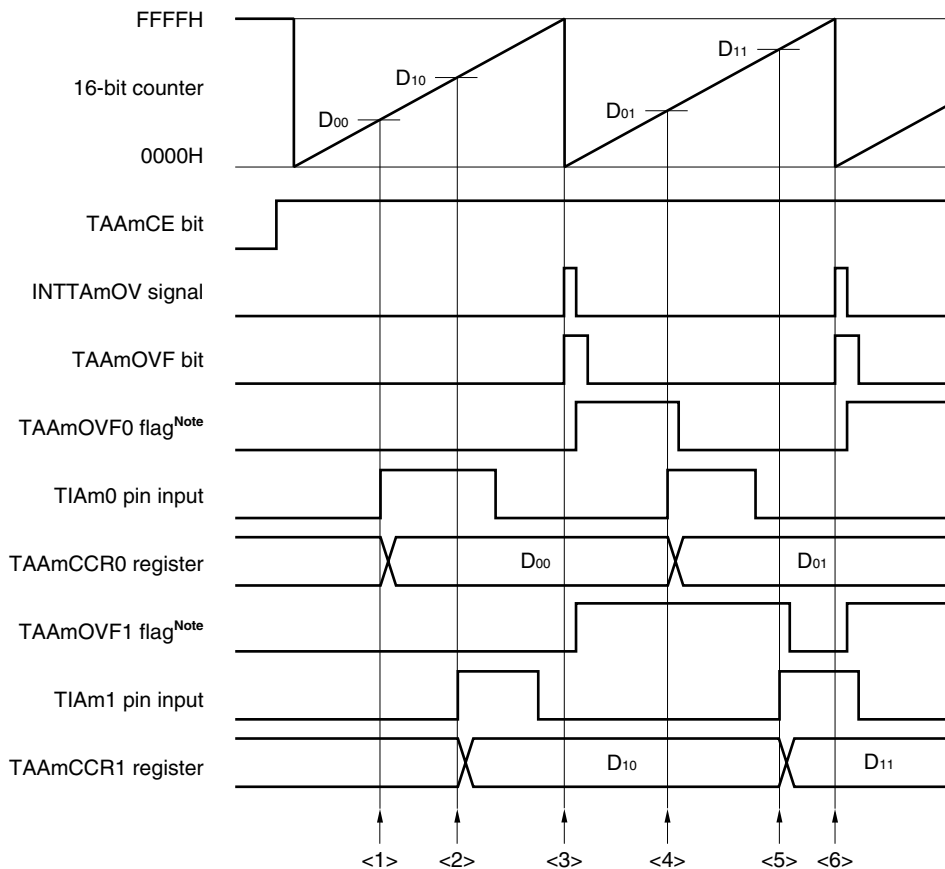 FFFFH
D11
D10
16-bit counter
D01
D00
0000H
TAAmCE bit
INTTAmOV signal
TAAmOVF bit
TAAmOVF0 flagNote
TIAm0 pin input
TAAmCCR0 register
D00
D01
TAAmOVF1 flagNote
TIAm1 pin input
TAAmCCR1 register
D10
D11
<1> <2> <3> <4> <5> <6>